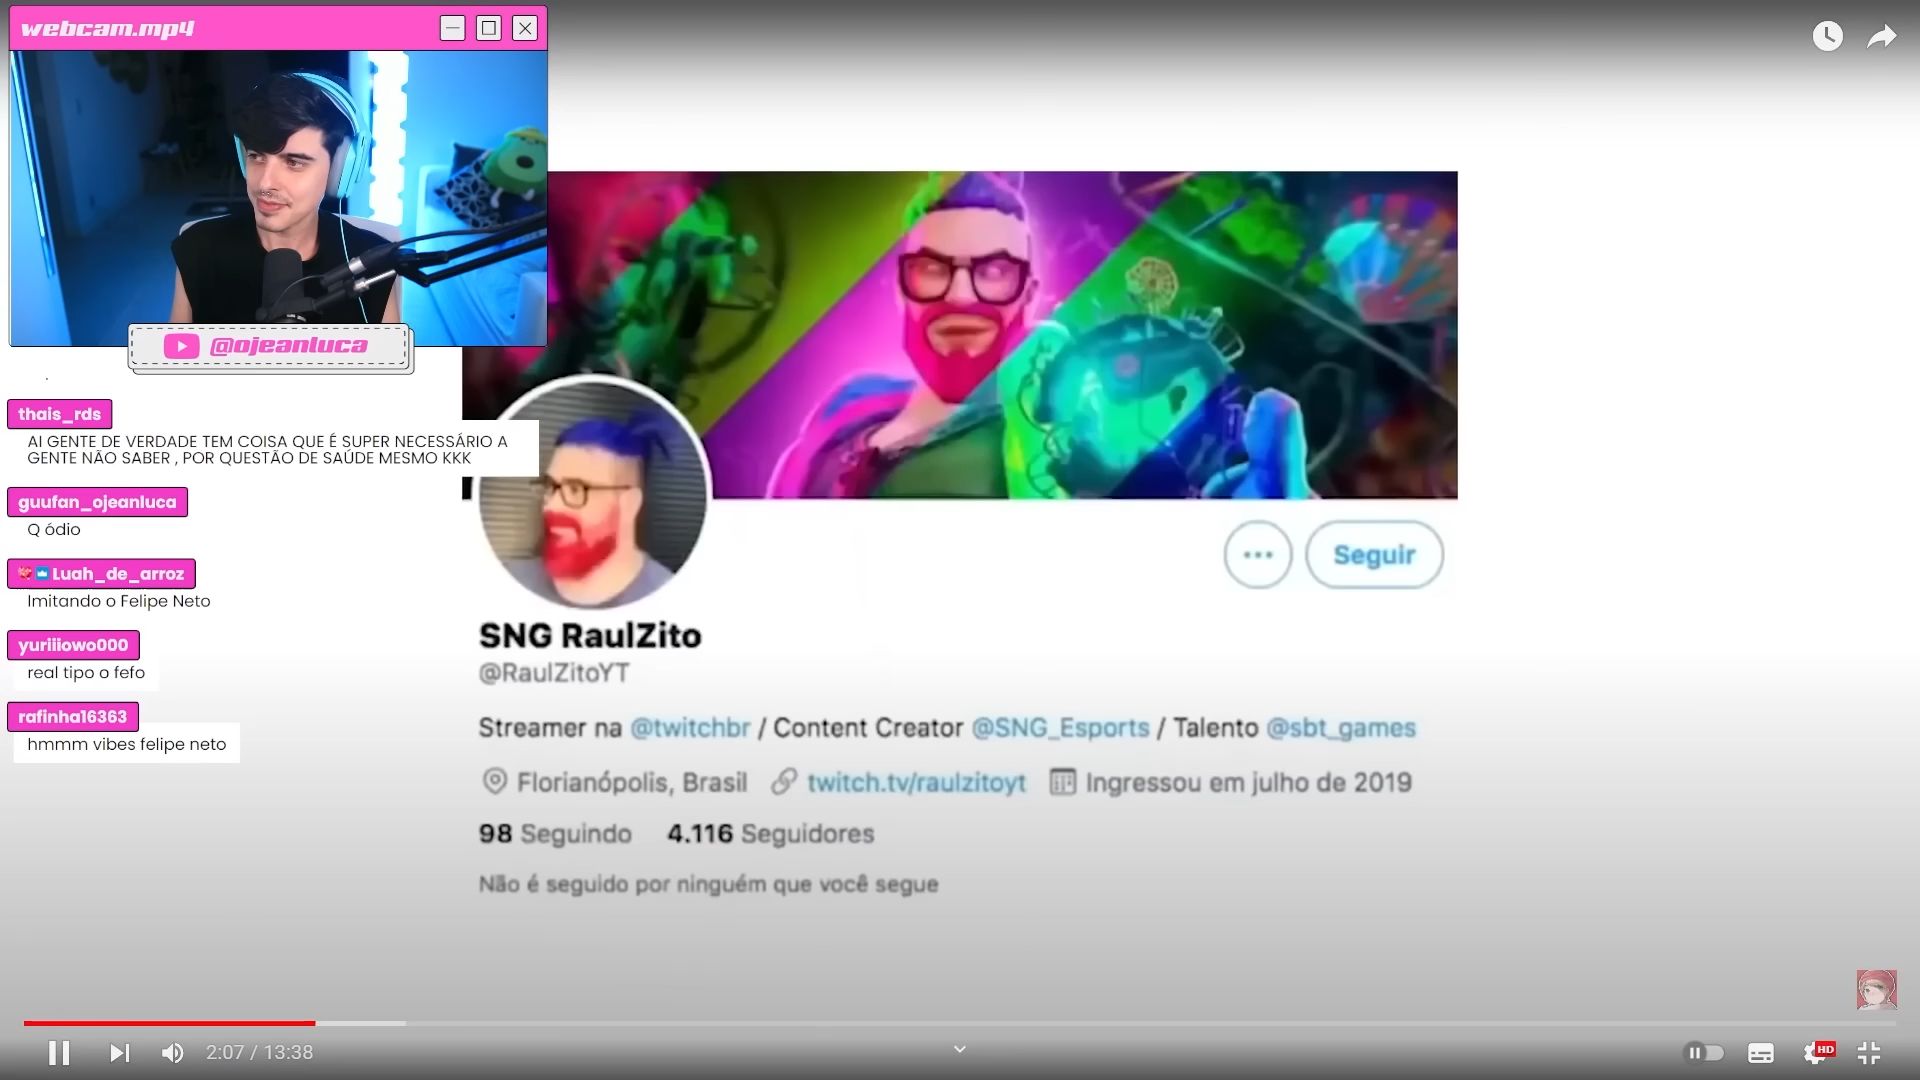 webcam.mp4
@ojeanluca
thais_rds
AI GENTE DE VERDADE TEM COISA QUE É SUPER NECESSÁRIO A
GENTE NÃO SABER , POR QUESTÃO DE SAÚDE MESMO KKK
guufan_ojeanluca
Q ódio
Luah_de_arroz
Imitando o Felipe Neto
yuriiiowo000
real tipo o fefo
rafinha16363
hmmm vibes felipe neto
Seguir
SNG RaulZito
@RaulZitoYT
Streamer na @twitchbr / Content Creator @SNG_Esports / Talento @sbt_games
Florianópolis, Brasil twitch.tv/raulzitoyt Ingressou em julho de 2019
98 Seguindo 4.116 Seguidores
Não é seguido por ninguém que você segue
2:07 / 13:38
HD